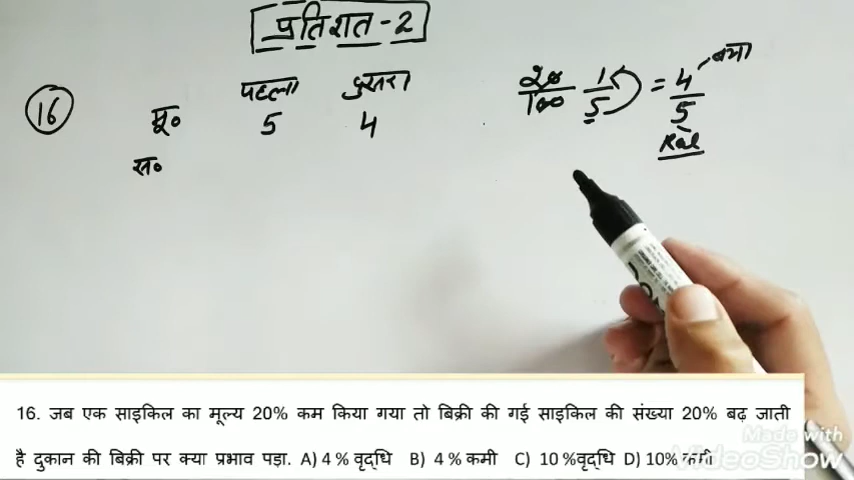 प्रतिशत-2
16 पहला दुसरा 20/100 1/5 = 4/5 बचा
मू० 5 4 Real
स०
16. जब एक साइकिल का मूल्य 20% कम किया गया तो बिक्री की गई साइकिल की संख्या 20% बढ़ जाती
है दुकान की बिक्री पर क्या प्रभाव पड़ा. A) 4 % वृद्धि B) 4 % कमी C) 10 %वृद्धि D) 10% कमी
Made with
VideoShow